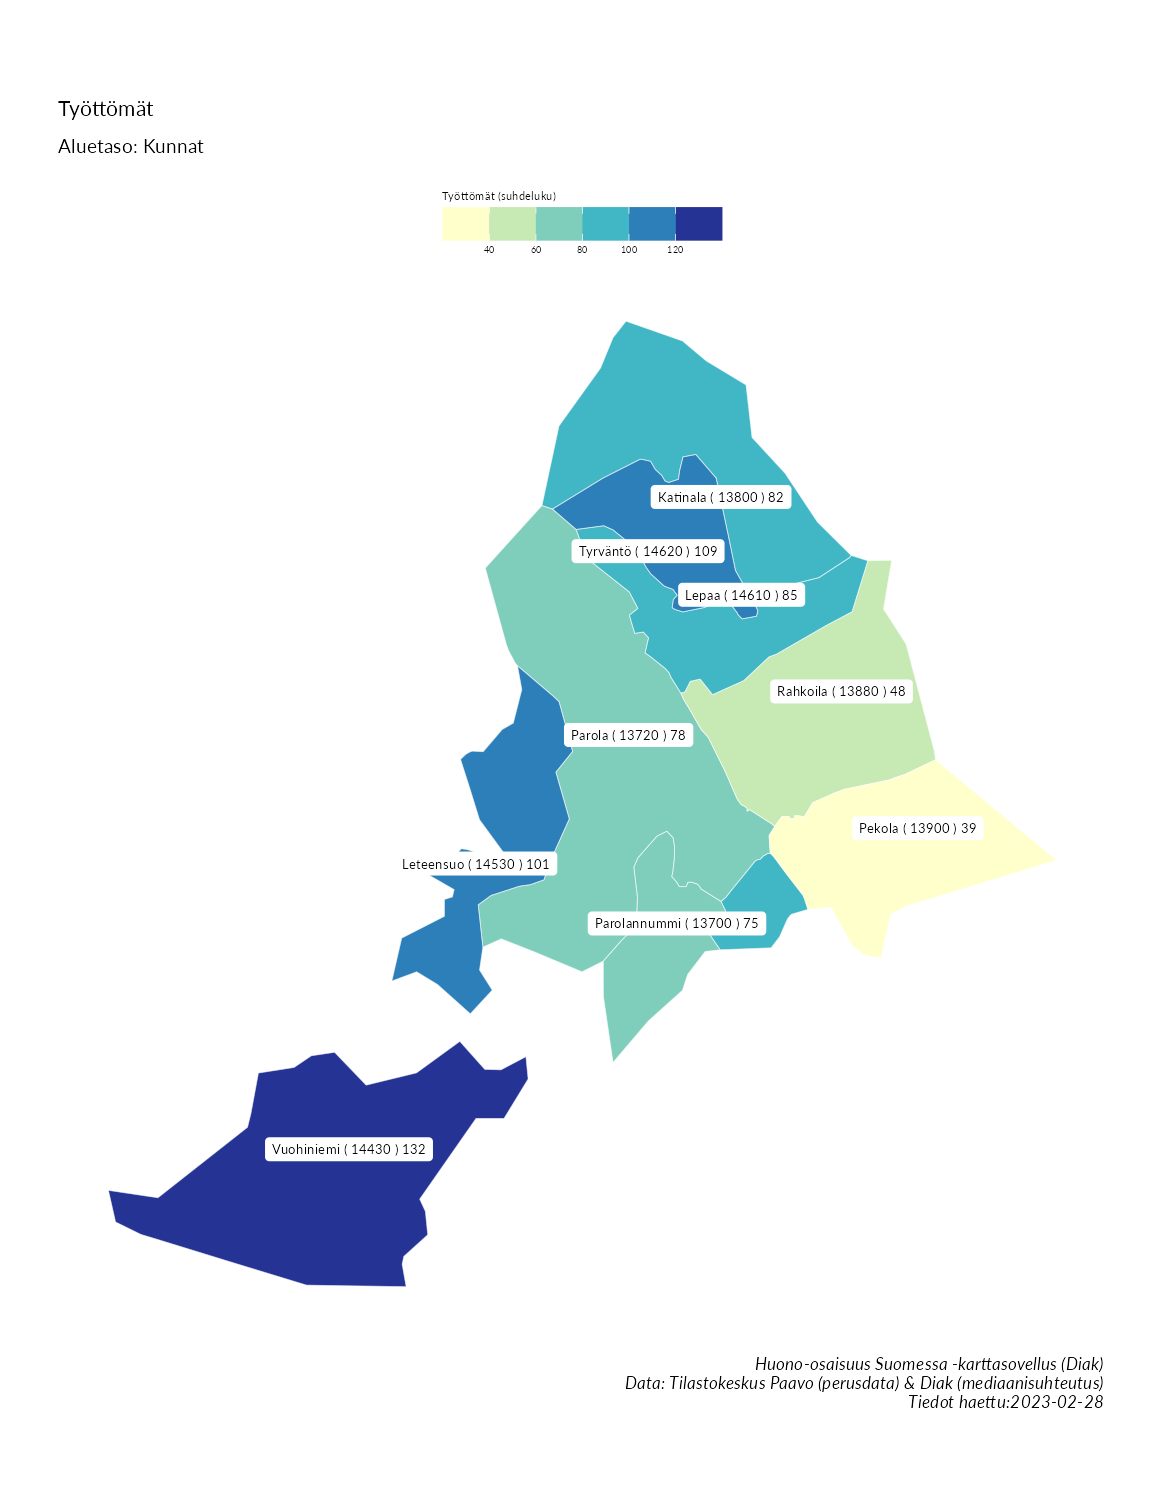 Työttömät
Aluetaso: Kunnat
Työttömät (suhdeluku)
40 60 80 100 120
Katinala ( 13800 ) 82
Tyrväntö ( 14620 ) 109
Lepaa ( 14610 ) 85
Rahkoila ( 13880 ) 48
Parola ( 13720 ) 78
Pekola ( 13900 ) 39
Leteensuo ( 14530 ) 101
Parolannummi ( 13700 ) 75
Vuohiniemi ( 14430 ) 132
Huono-osaisuus Suomessa -karttasovellus (Diak)
Data: Tilastokeskus Paavo (perusdata) & Diak (mediaanisuhteutus)
Tiedot haettu:2023-02-28